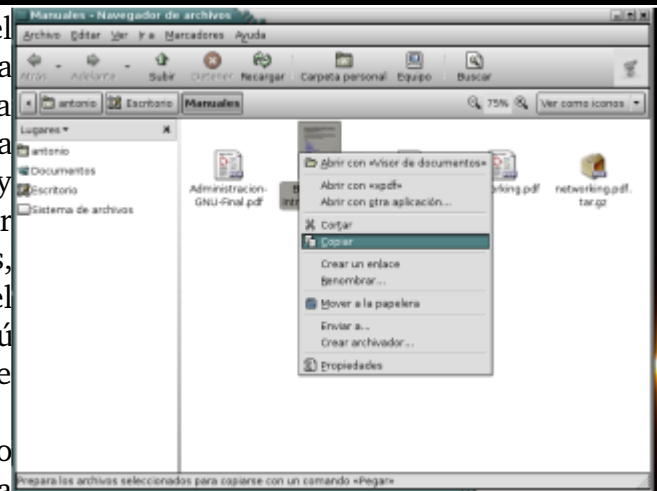 Manuales - Navegador de archivos
Archivo Editar Ver Ir a Marcadores Ayuda
Atrás Adelante Subir Detener Recargar Carpeta personal Equipo Buscar
antonio Escritorio Manuales 75% Ver como iconos
Lugares
antonio
Documentos
Escritorio
Sistema de archivos
Administracion-
GNU-Final.pdf
networking.pdf.
tar.gz
Abrir con «Visor de documentos»
Abrir con «xpdf»
Abrir con otra aplicación...
Cortar
Copiar
Crear un enlace
Renombrar...
Mover a la papelera
Enviar a...
Crear archivador...
Propiedades
Prepara los archivos seleccionados para copiarse con un comando «Pegar»